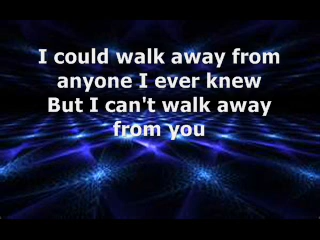 I could walk away from
anyone I ever knew
But I can't walk away
from you